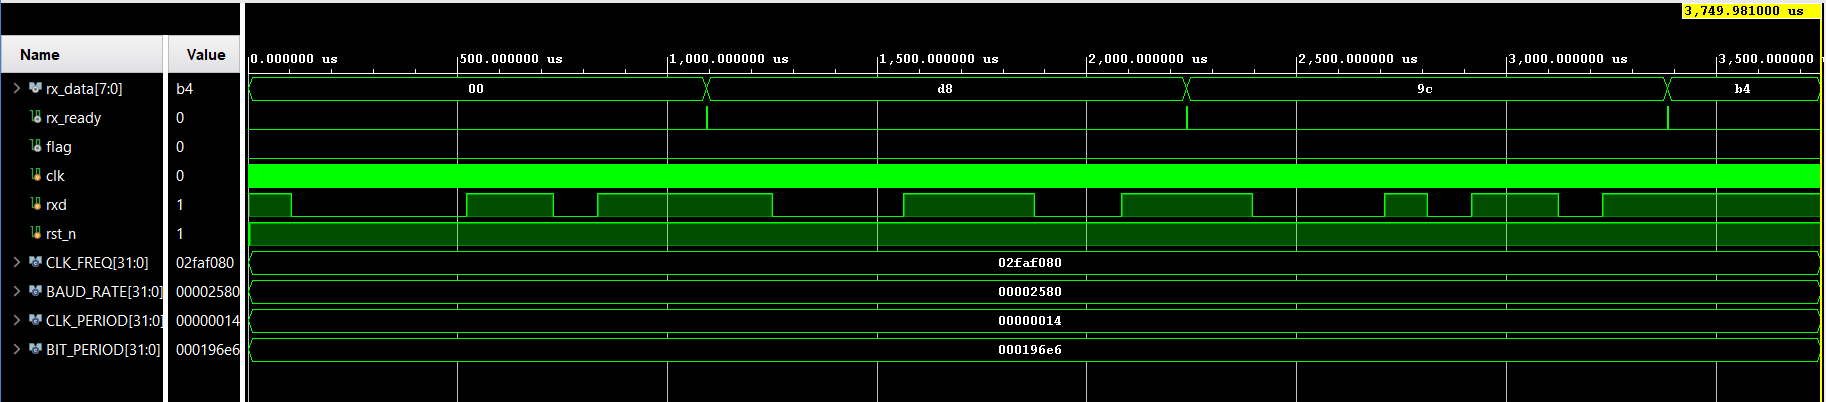 3,749.981000 us
Name Value
0.000000 us 500.000000 us 1,000.000000 us 1,500.000000 us 2,000.000000 us 2,500.000000 us 3,000.000000 us 3,500.000000
rx_data[7:0] b4 00 d8 9c b4
rx_ready 0
flag 0
clk 0
rxd 1
rst_n 1
CLK_FREQ[31:0] 02faf080 02faf080
BAUD_RATE[31:0] 00002580 00002580
CLK_PERIOD[31:0] 00000014 00000014
BIT_PERIOD[31:0] 000196e6 000196e6